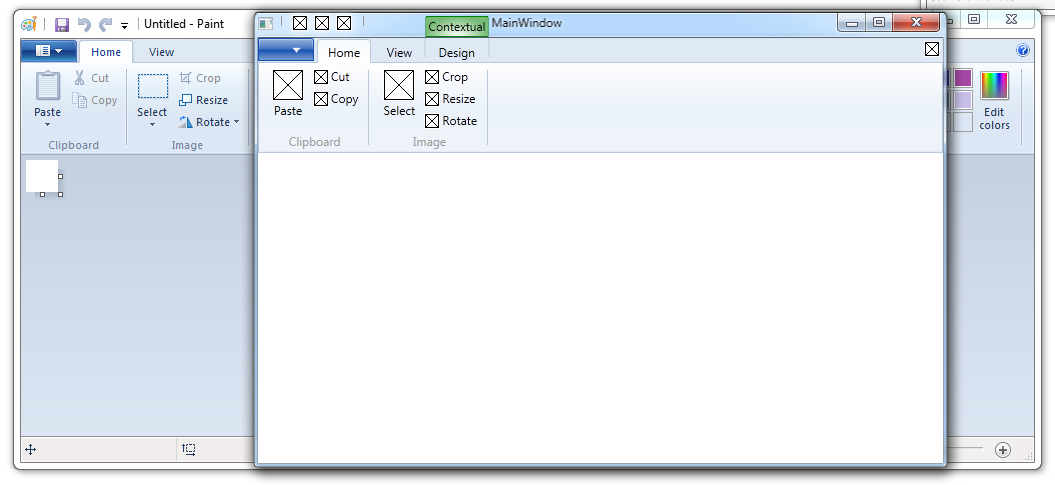 Untitled - Paint
Home View
Paste
Cut
Copy
Clipboard
Select
Crop
Resize
Rotate
Image
Contextual MainWindow
Home View Design
Paste
Cut
Copy
Clipboard
Select
Crop
Resize
Rotate
Image
Edit
colors